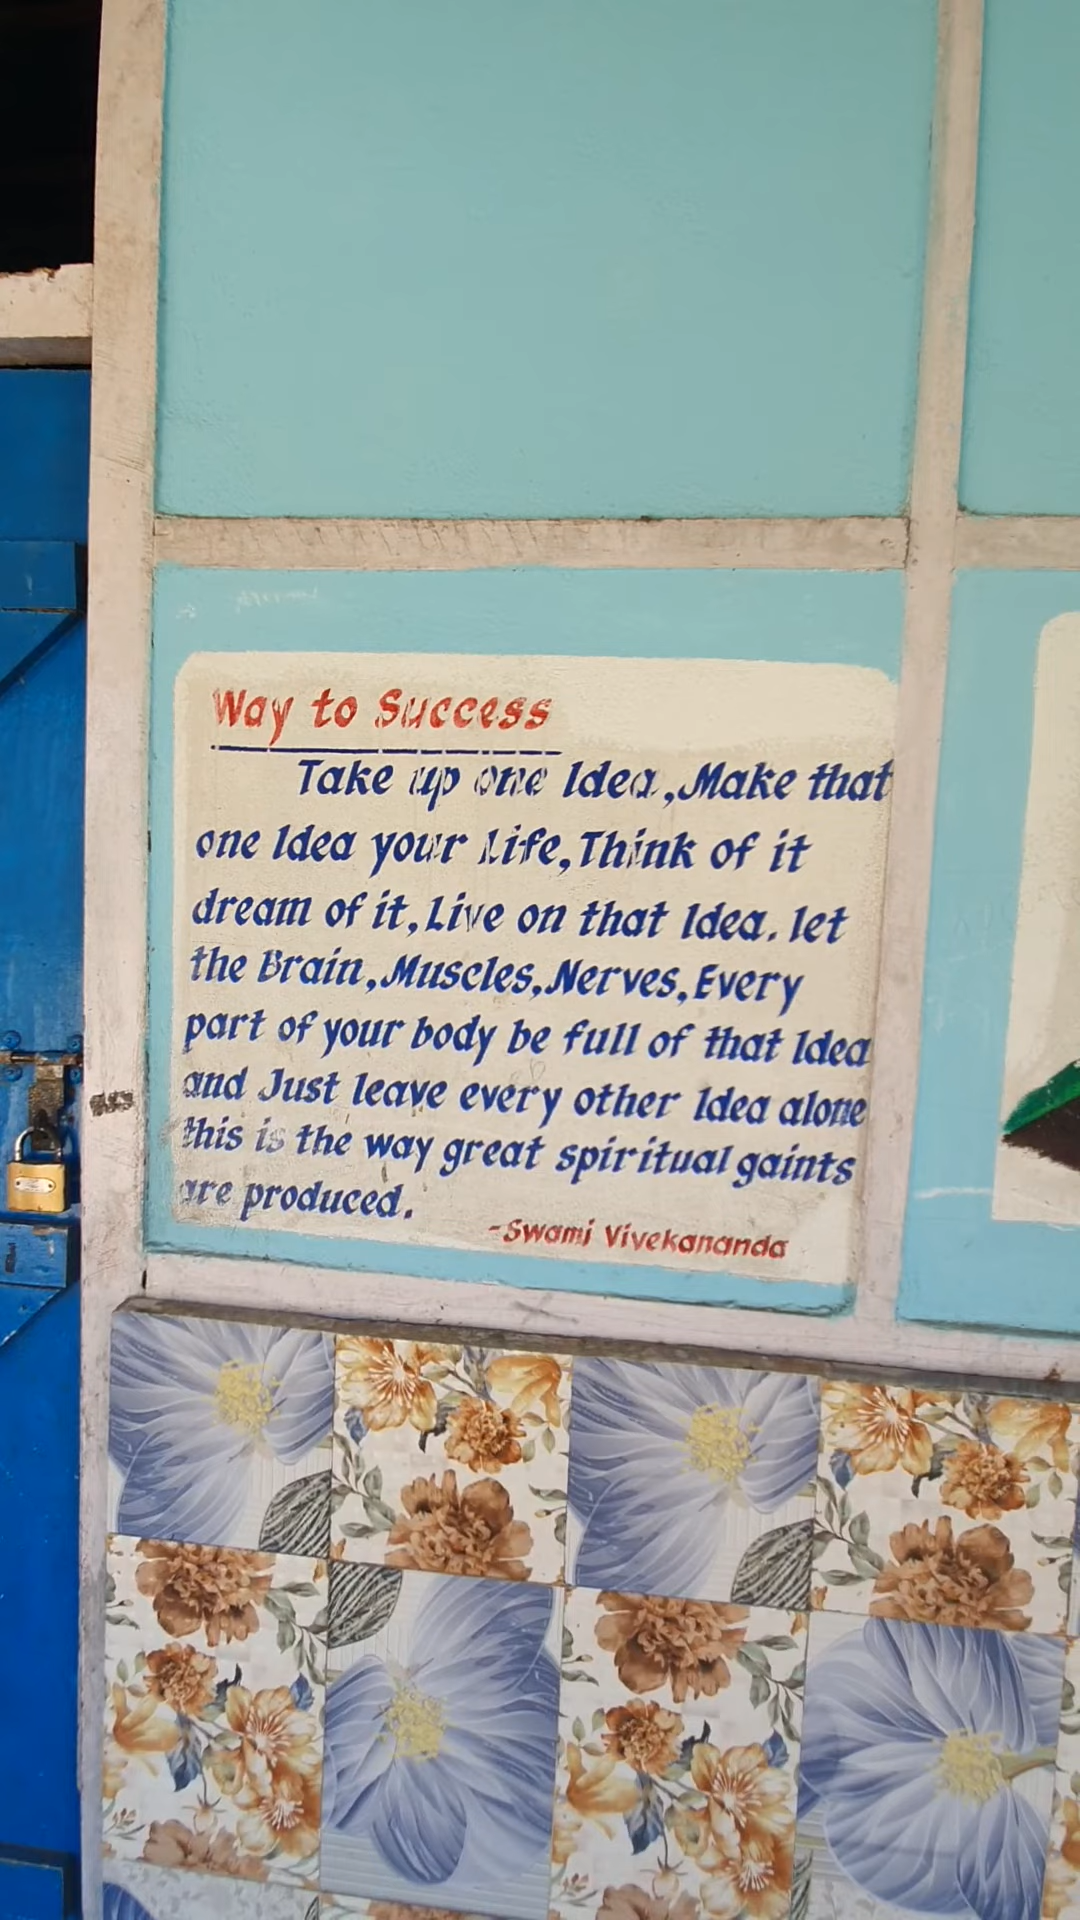 Way to Success
Take up one Idea, Make that
one Idea your Life, Think of it
dream of it, Live on that Idea. let
the Brain, Muscles, Nerves, Every
part of your body be full of that Idea
and Just leave every other Idea alone
this is the way great spiritual gaints
are produced.
-Swami Vivekananda